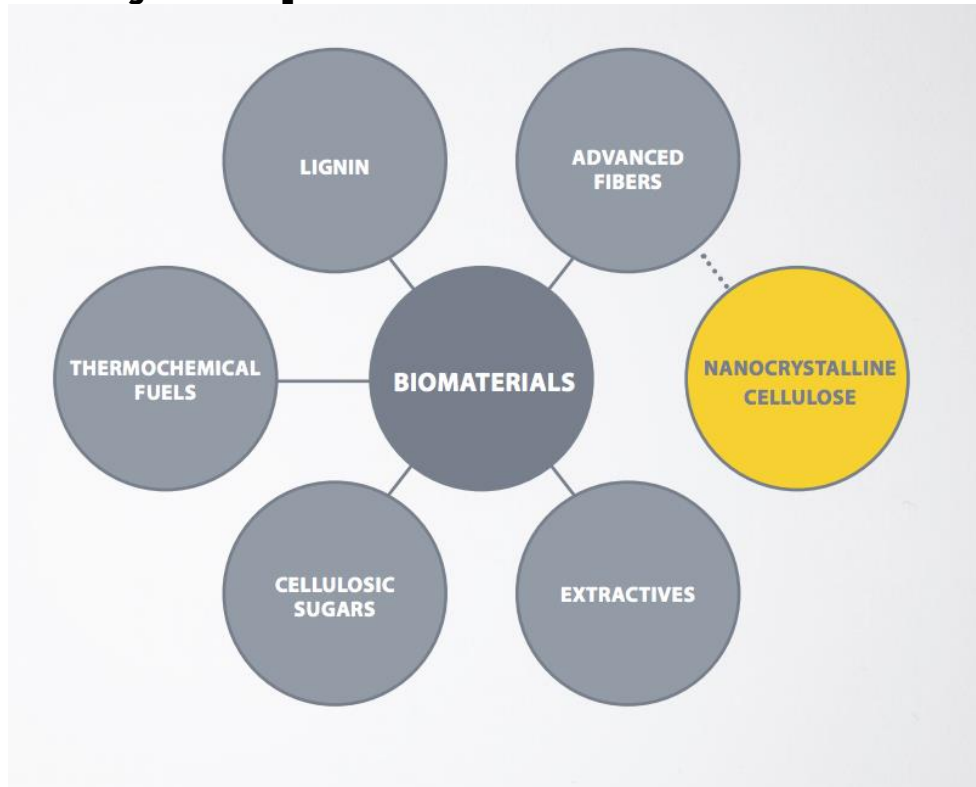 LIGNIN
ADVANCED
FIBERS
THERMOCHEMICAL
FUELS
BIOMATERIALS
NANOCRYSTALLINE
CELLULOSE
CELLULOSIC
SUGARS
EXTRACTIVES